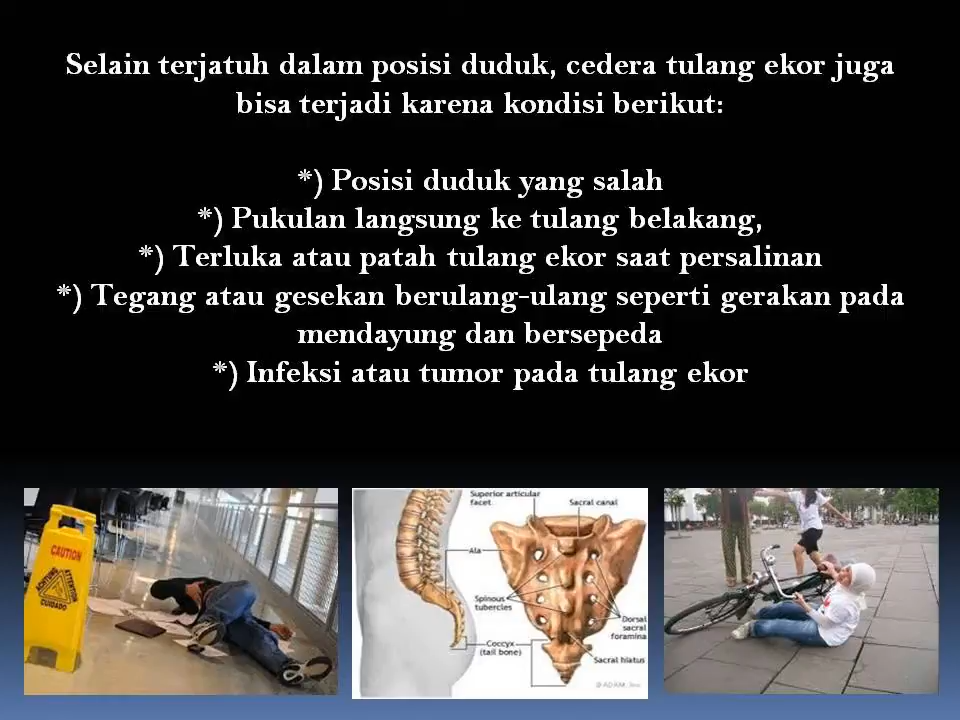 Selain terjatuh dalam posisi duduk, cedera tulang ekor juga
bisa terjadi karena kondisi berikut:
*) Posisi duduk yang salah
*) Pukulan langsung ke tulang belakang,
*) Terluka atau patah tulang ekor saat persalinan
*) Tegang atau gesekan berulang-ulang seperti gerakan pada
mendayung dan bersepeda
*) Infeksi atau tumor pada tulang ekor
CAUTION
ACHTUNG
ATTENTION
CUIDADO
Superior articular
facet
Sacral canal
Ala
Spinous
tubercles
Dorsal
sacral
foramina
Coccyx
(tail bone)
Sacral hiatus